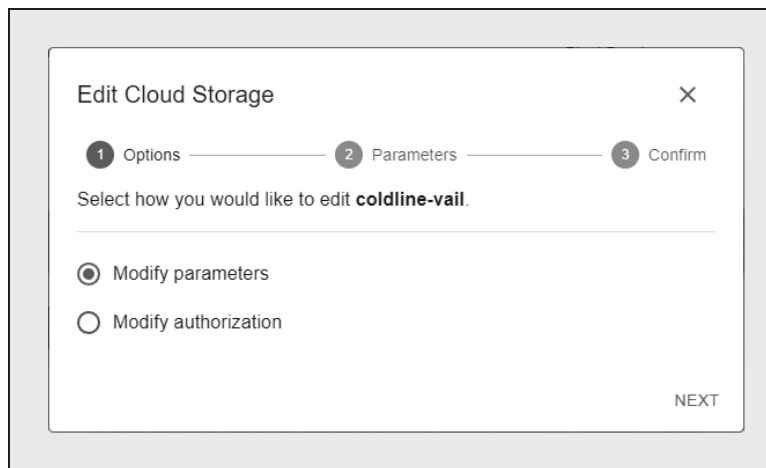 Edit Cloud Storage
1 Options 2 Parameters 3 Confirm
Select how you would like to edit coldline-vail.
Modify parameters
Modify authorization
NEXT